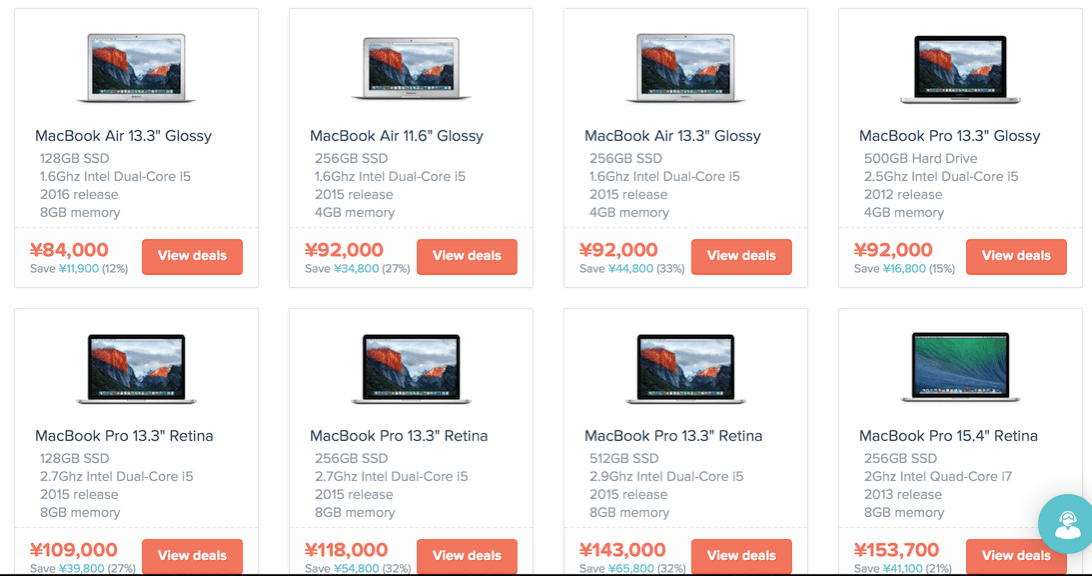 MacBook Air 13.3" Glossy
128GB SSD
1.6Ghz Intel Dual-Core i5
2016 release
8GB memory
¥84,000
Save ¥11,900 (12%)
View deals
MacBook Air 11.6" Glossy
256GB SSD
1.6Ghz Intel Dual-Core i5
2015 release
4GB memory
¥92,000
Save ¥34,800 (27%)
View deals
MacBook Air 13.3" Glossy
256GB SSD
1.6Ghz Intel Dual-Core i5
2015 release
4GB memory
¥92,000
Save ¥44,800 (33%)
View deals
MacBook Pro 13.3" Glossy
500GB Hard Drive
2.5Ghz Intel Dual-Core i5
2012 release
4GB memory
¥92,000
Save ¥16,800 (15%)
View deals
MacBook Pro 13.3" Retina
128GB SSD
2.7Ghz Intel Dual-Core i5
2015 release
8GB memory
¥109,000
Save ¥39,800 (27%)
View deals
MacBook Pro 13.3" Retina
256GB SSD
2.7Ghz Intel Dual-Core i5
2015 release
8GB memory
¥118,000
Save ¥54,800 (32%)
View deals
MacBook Pro 13.3" Retina
512GB SSD
2.9Ghz Intel Dual-Core i5
2015 release
8GB memory
¥143,000
Save ¥65,800 (32%)
View deals
MacBook Pro 15.4" Retina
256GB SSD
2Ghz Intel Quad-Core i7
2013 release
8GB memory
¥153,700
Save ¥41,100 (21%)
View deals